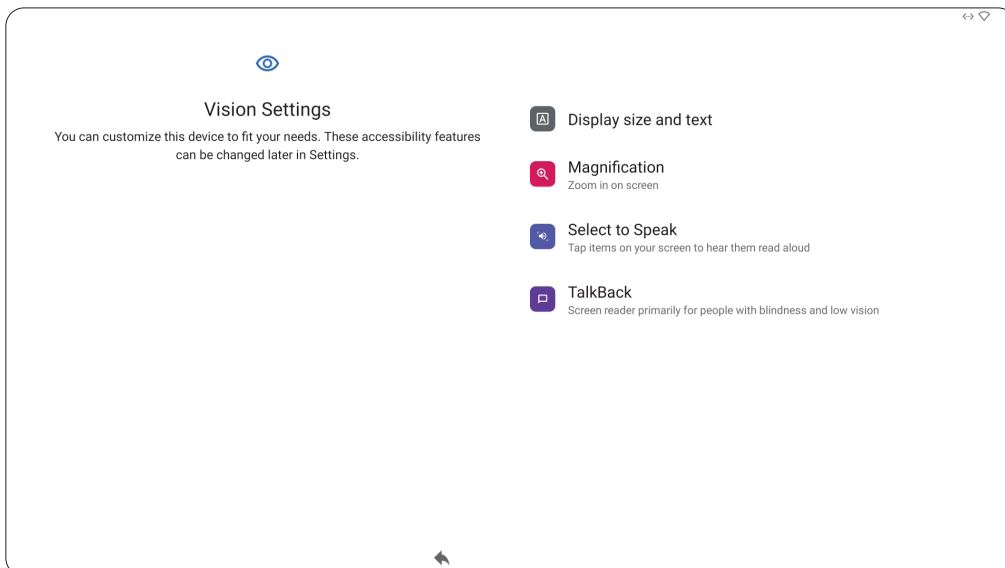 Vision Settings
You can customize this device to fit your needs. These accessibility features
can be changed later in Settings.
A
Display size and text
Magnification
Zoom in on screen
Select to Speak
Tap items on your screen to hear them read aloud
TalkBack
Screen reader primarily for people with blindness and low vision